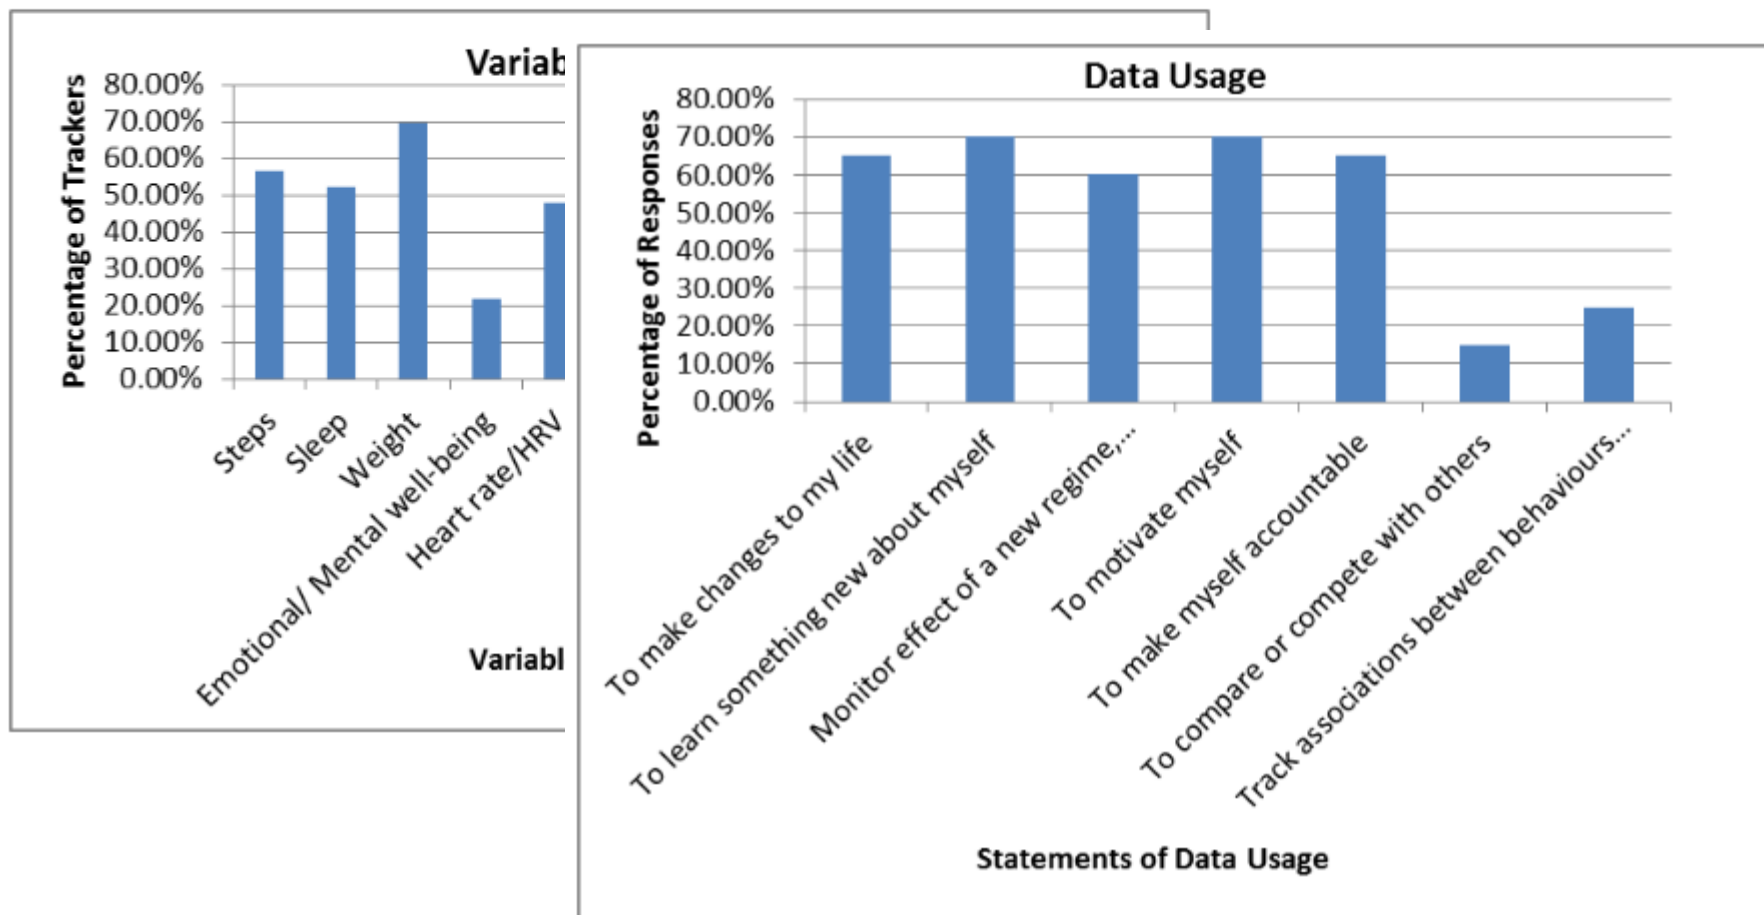 Variab
Percentage of Trackers
80.00%
70.00%
60.00%
50.00%
40.00%
30.00%
20.00%
10.00%
0.00%
Steps
Sleep
Weight
Emotional/ Mental well-being
Heart rate/HRV
Variabl
Data Usage
Percentage of Responses
80.00%
70.00%
60.00%
50.00%
40.00%
30.00%
20.00%
10.00%
0.00%
To make changes to my life
To learn something new about myself
Monitor effect of a new regime,...
To motivate myself
To make myself accountable
To compare or compete with others
Track associations between behaviours...
Statements of Data Usage